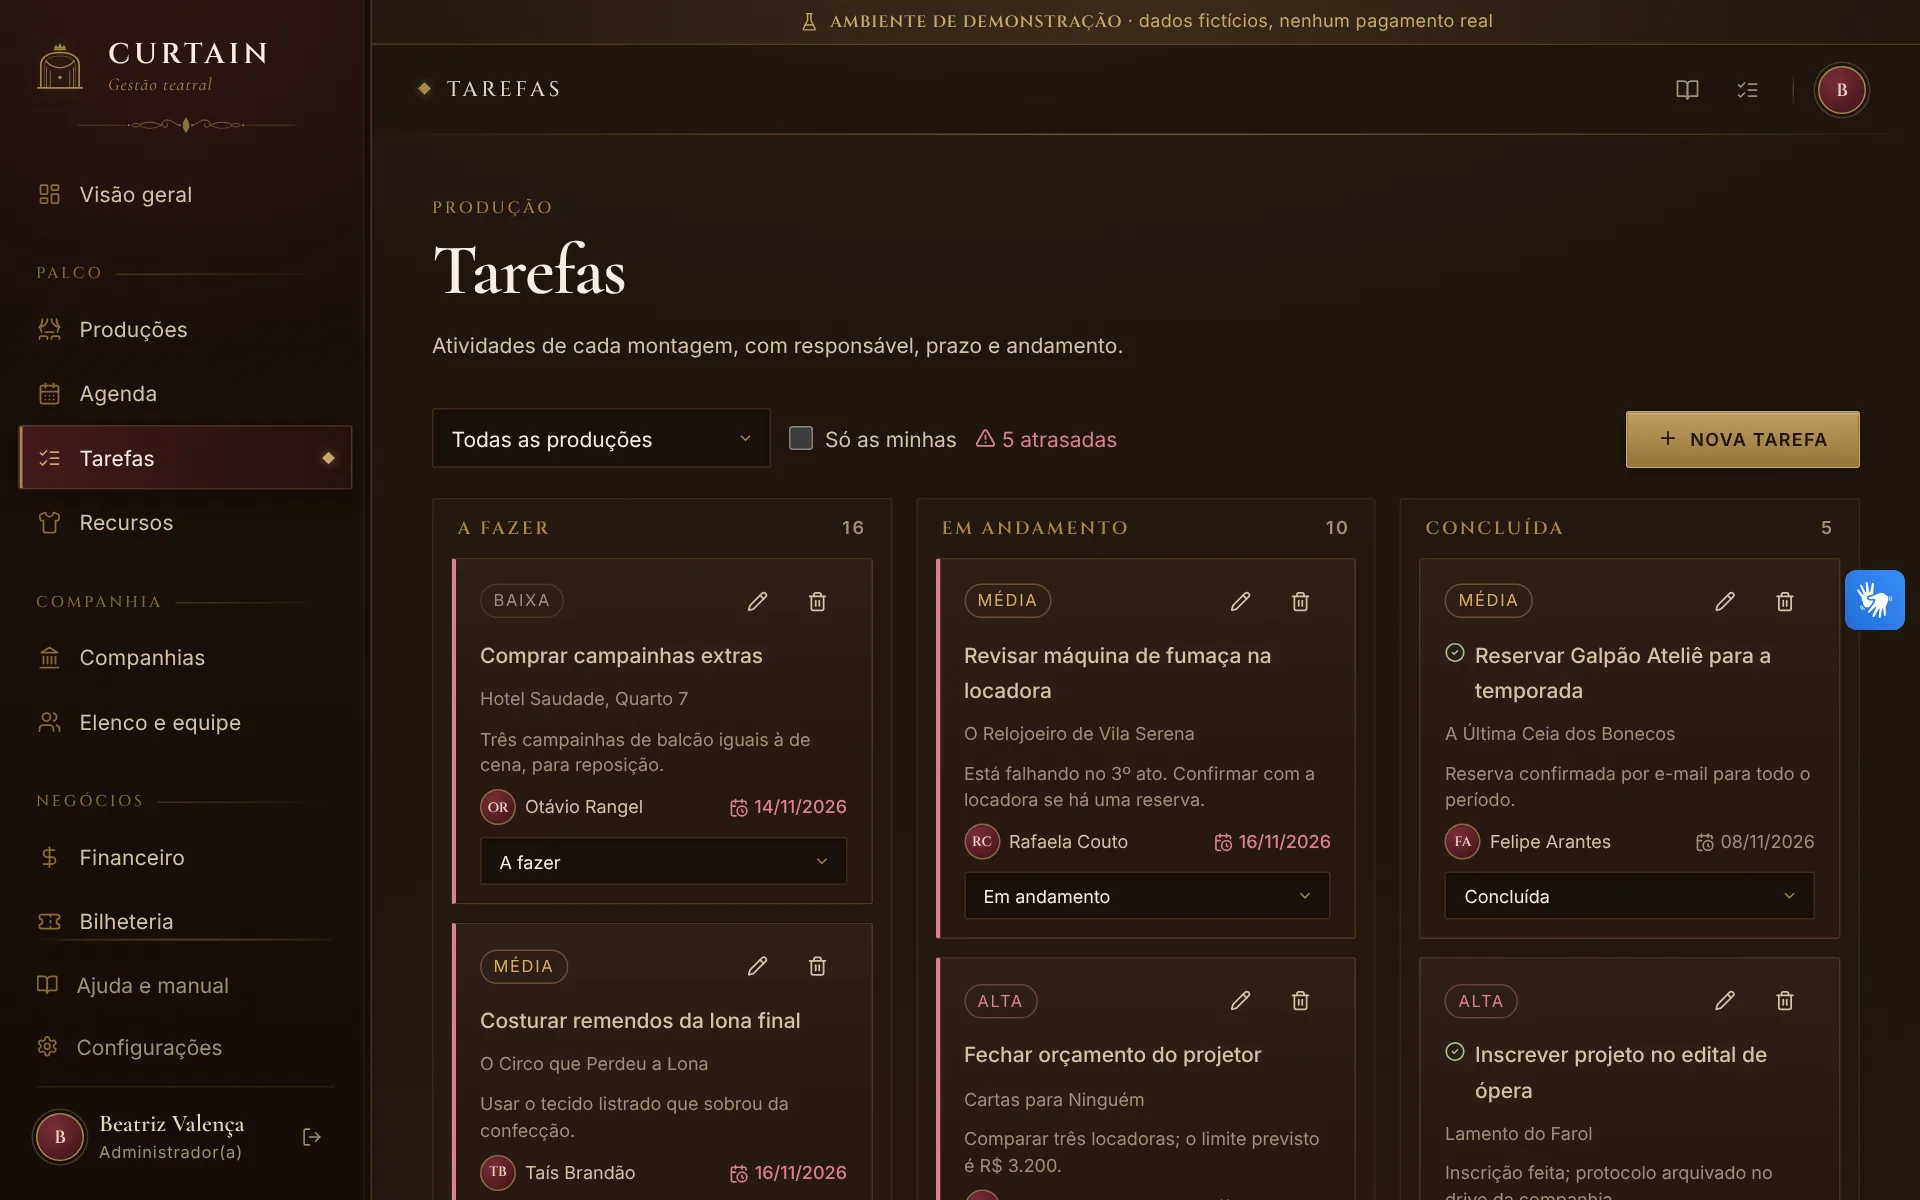 CURTAIN
Gestão teatral
Visão geral
PALCO
Produções
Agenda
Tarefas
Recursos
COMPANHIA
Companhias
Elenco e equipe
NEGÓCIOS
Financeiro
Bilheteria
Ajuda e manual
Configurações
B
Beatriz Valença
Administrador(a)
AMBIENTE DE DEMONSTRAÇÃO · dados fictícios, nenhum pagamento real
TAREFAS
B
PRODUÇÃO
Tarefas
Atividades de cada montagem, com responsável, prazo e andamento.
Todas as produções
Só as minhas
5 atrasadas
+ NOVA TAREFA
A FAZER 16
BAIXA
Comprar campainhas extras
Hotel Saudade, Quarto 7
Três campainhas de balcão iguais à de
cena, para reposição.
OR Otávio Rangel 14/11/2026
A fazer
MÉDIA
Costurar remendos da lona final
O Circo que Perdeu a Lona
Usar o tecido listrado que sobrou da
confecção.
TB Taís Brandão 16/11/2026
EM ANDAMENTO 10
MÉDIA
Revisar máquina de fumaça na
locadora
O Relojoeiro de Vila Serena
Está falhando no 3º ato. Confirmar com a
locadora se há uma reserva.
RC Rafaela Couto 16/11/2026
Em andamento
ALTA
Fechar orçamento do projetor
Cartas para Ninguém
Comparar três locadoras; o limite previsto
é R$ 3.200.
CONCLUÍDA 5
MÉDIA
Reservar Galpão Ateliê para a
temporada
A Última Ceia dos Bonecos
Reserva confirmada por e-mail para todo o
período.
FA Felipe Arantes 08/11/2026
Concluída
ALTA
Inscrever projeto no edital de
ópera
Lamento do Farol
Inscrição feita; protocolo arquivado no
drive da companhia.